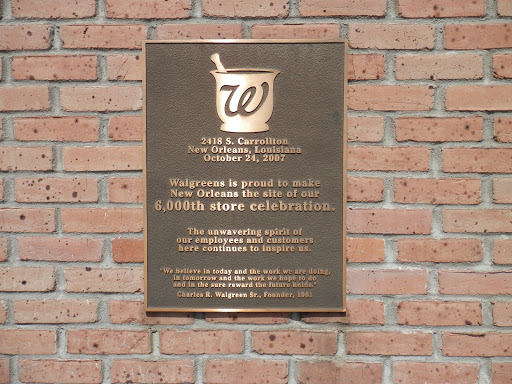 W
2418 S. Carrollton
New Orleans, Louisiana
October 24, 2007
Walgreens is proud to make
New Orleans the site of our
6,000th store celebration.
The unwavering spirit of
our employees and customers
here continues to inspire us.
"We believe in today and the work we are doing,
in tomorrow and the work we hope to do
and in the sure reward the future holds."
Charles R. Walgreen Sr., Founder,